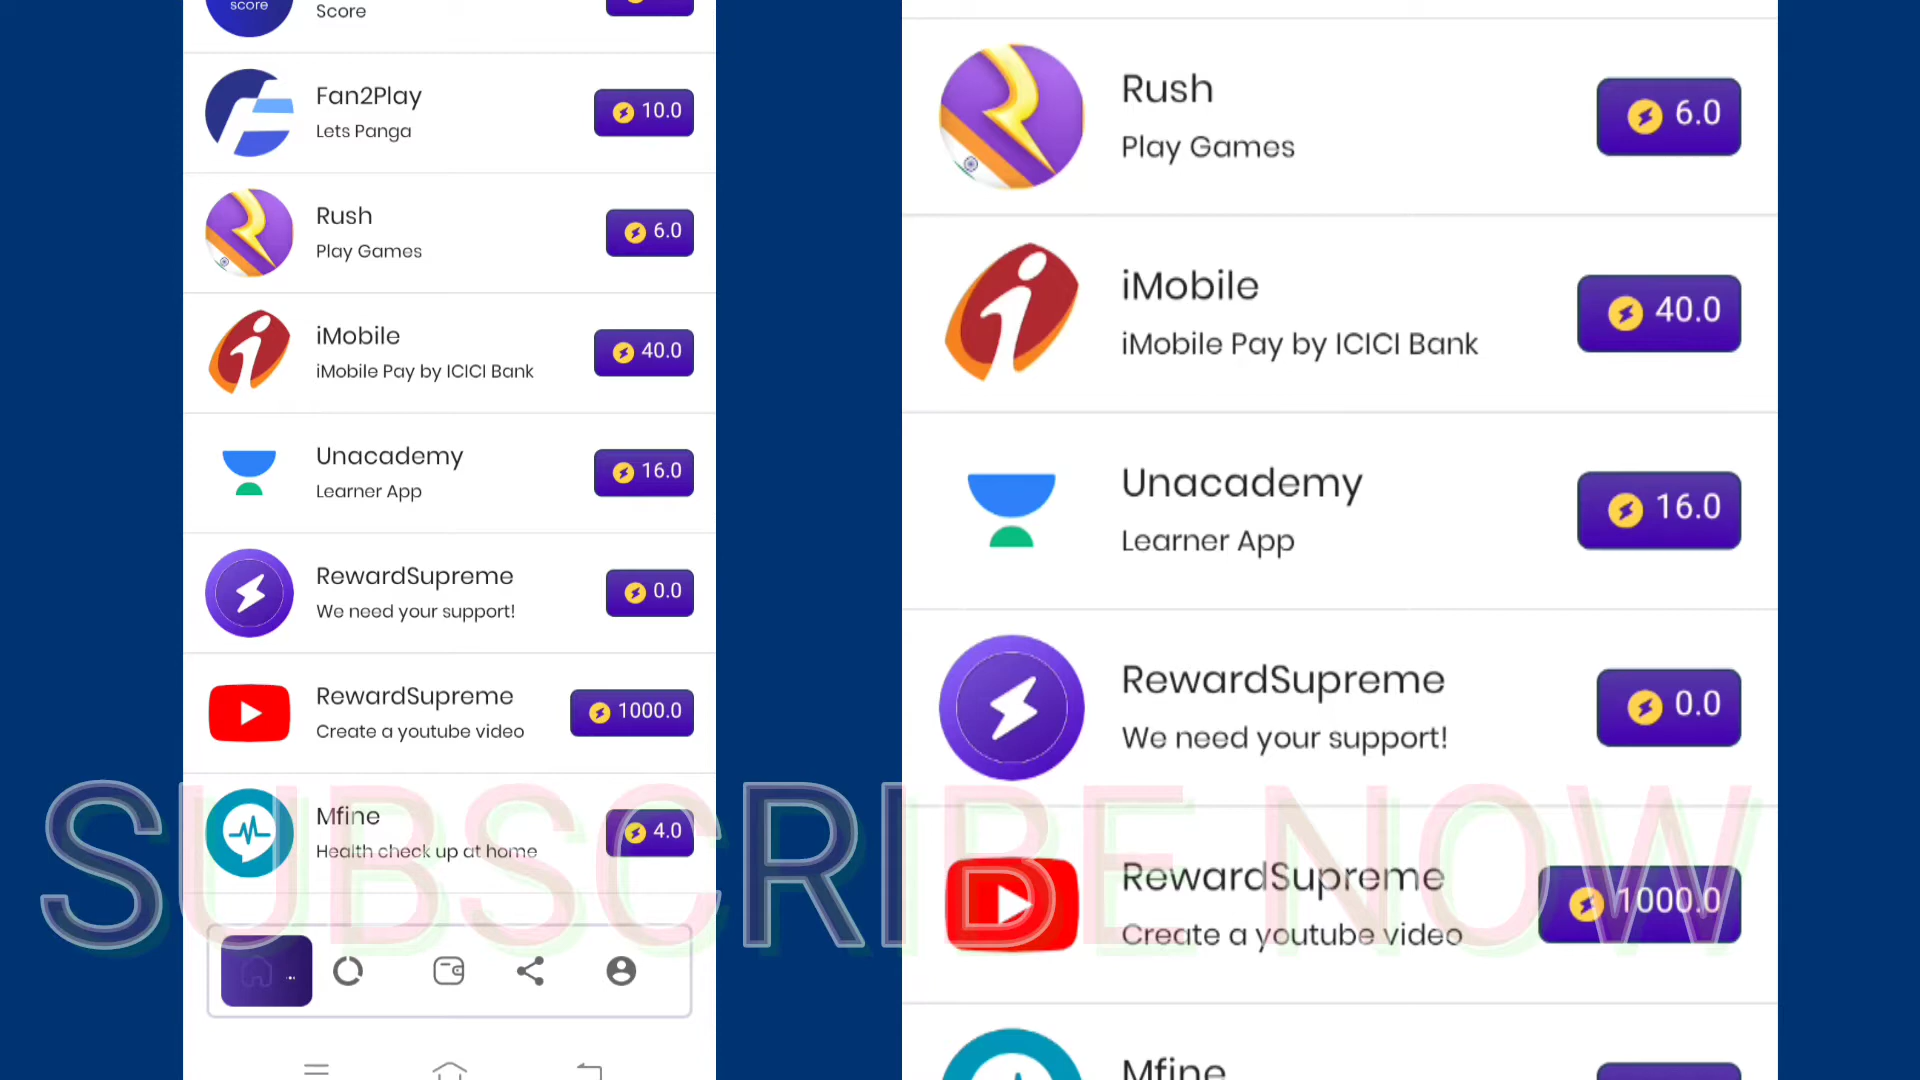 score
Score
Fan2Play
Lets Panga
10.0
Rush
Play Games
6.0
iMobile
iMobile Pay by ICICI Bank
40.0
Unacademy
Learner App
16.0
RewardSupreme
We need your support!
0.0
RewardSupreme
Create a youtube video
1000.0
Mfine
Health check up at home
4.0
Rush
Play Games
6.0
iMobile
iMobile Pay by ICICI Bank
40.0
Unacademy
Learner App
16.0
RewardSupreme
We need your support!
0.0
RewardSupreme
Create a youtube video
1000.0
Mfine
SUBSCRIBE NOW